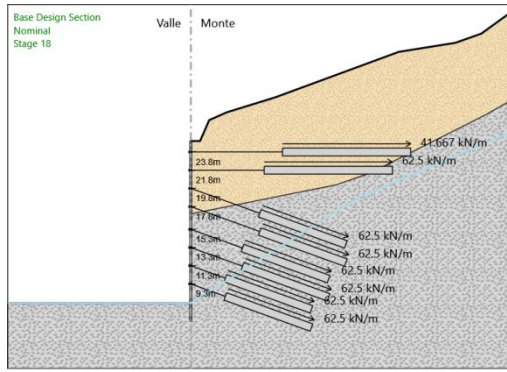 Base Design Section
Nominal
Stage 18
Valle
Monte
41.667 kN/m
23.8m
62.5 kN/m
21.8m
19.8m
17.8m
62.5 kN/m
15.3m
62.5 kN/m
13.3m
62.5 kN/m
11.3m
62.5 kN/m
9.3m
62.5 kN/m
62.5 kN/m